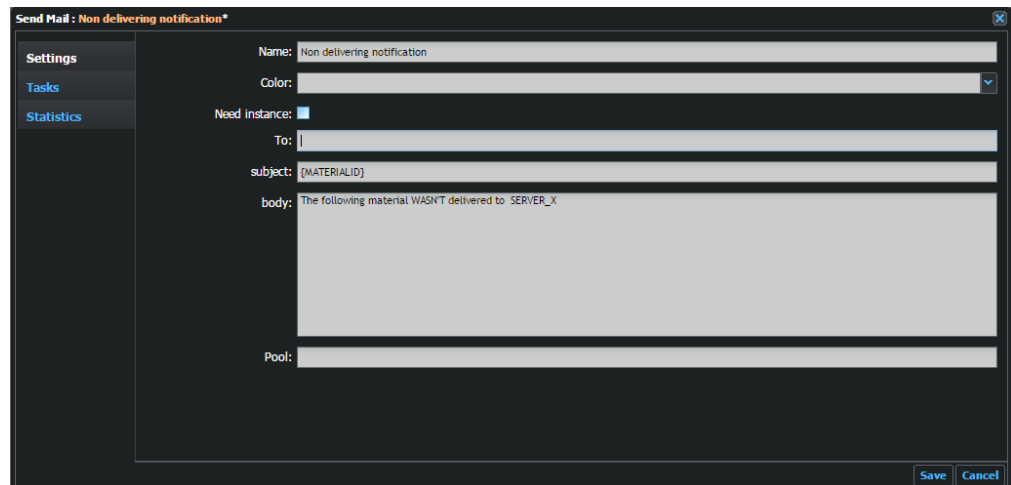 Send Mail : Non delivering notification*
Settings
Tasks
Statistics
Name: Non delivering notification
Color:
Need instance:
To:
subject: {MATERIALID}
body: The following material WASN'T delivered to SERVER_X
Pool:
Save Cancel